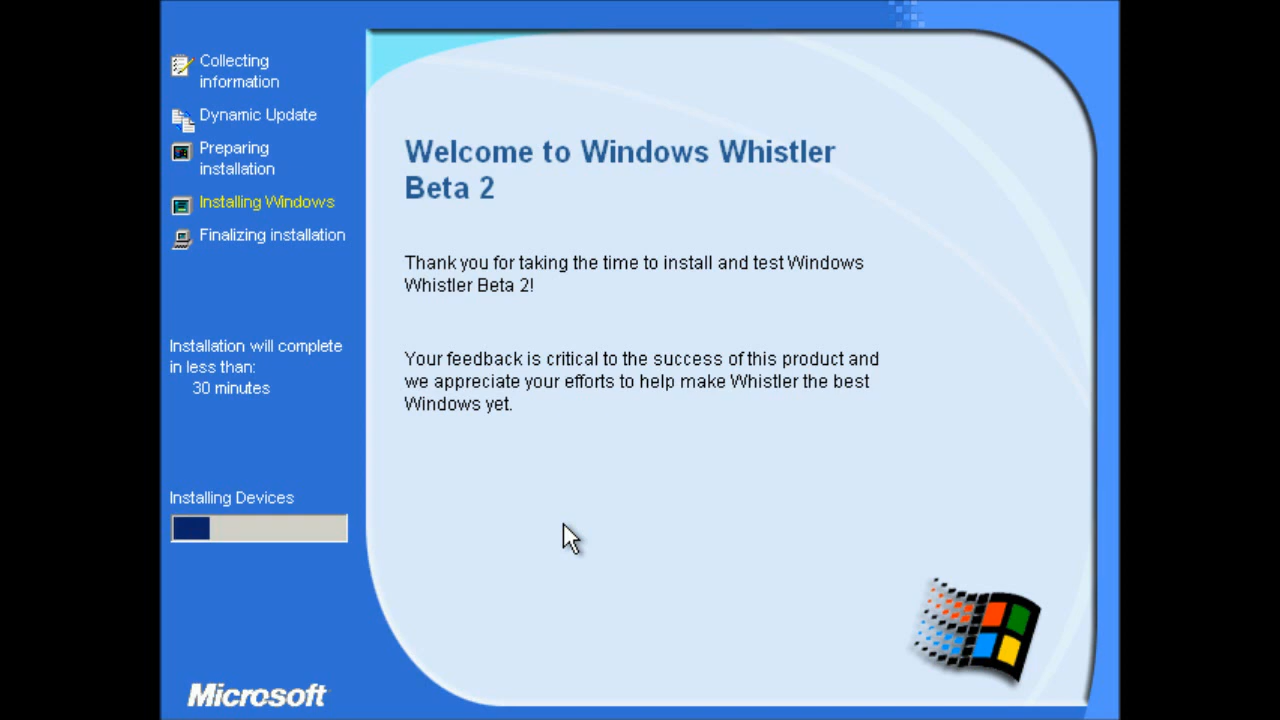 Collecting
information
Dynamic Update
Preparing
installation
Installing Windows
Finalizing installation
Installation will complete
in less than:
30 minutes
Installing Devices
Microsoft
Welcome to Windows Whistler
Beta 2
Thank you for taking the time to install and test Windows
Whistler Beta 2!
Your feedback is critical to the success of this product and
we appreciate your efforts to help make Whistler the best
Windows yet.